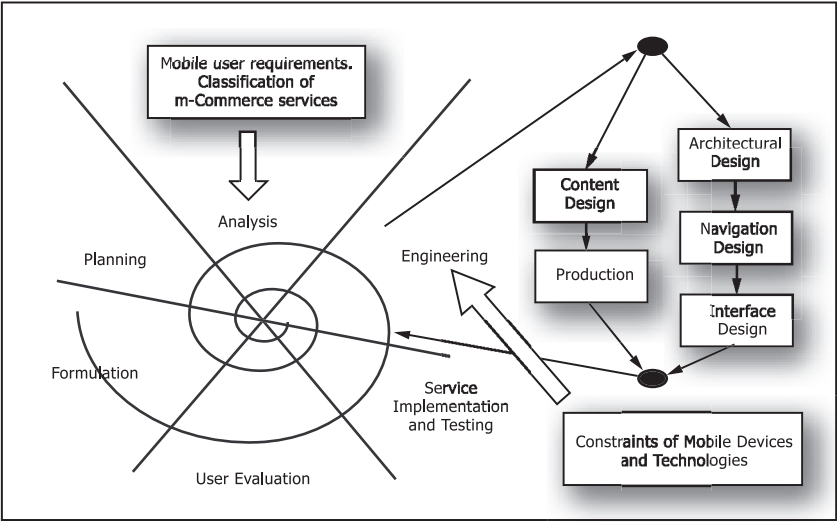 Mobile user requirements.
Classification of
m-Commerce services
Analysis
Planning
Engineering
Formulation
Service
Implementation
and Testing
User Evaluation
Content
Design
Production
Architectural
Design
Navigation
Design
Interface
Design
Constraints of Mobile Devices
and Technologies